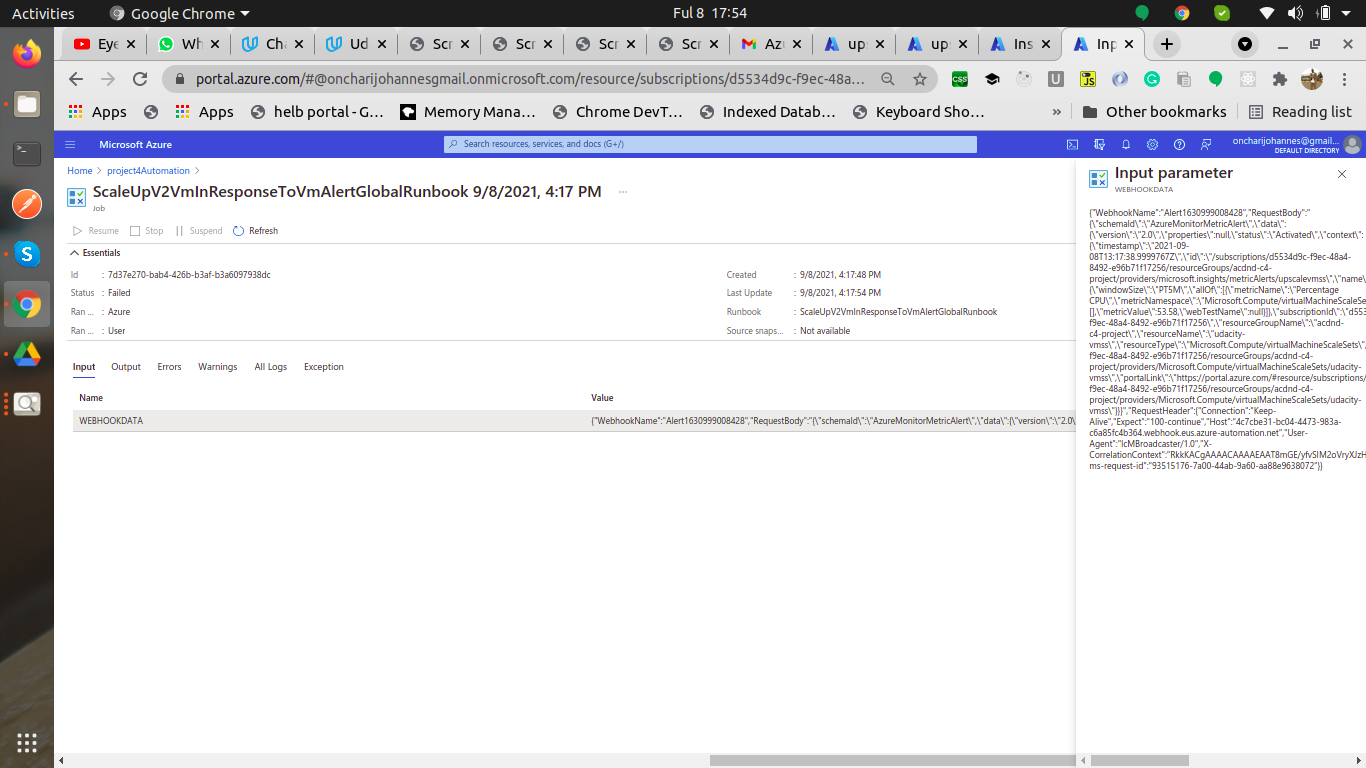 Activities
Google Chrome
Ful 8 17:54
Eye
Wh
Ch
Ud
Scr
Scr
Scr
Scr
Azu
up
up
Ins
Inp
portal.azure.com/#@oncharijohannesgmail.onmicrosoft.com/resource/subscriptions/d5534d9c-f9ec-48a…
Apps
Apps
helb portal - G…
Memory Mana…
Chrome DevT…
Indexed Datab…
Keyboard Sho…
»
Other bookmarks
Reading list
Microsoft Azure
Search resources, services, and docs (G+/)
oncharijohannes@gmail…
DEFAULT DIRECTORY
Home > project4Automation >
ScaleUpV2VmInResponseToVmAlertGlobalRunbook 9/8/2021, 4:17 PM ...
Job
Resume
Stop
Suspend
Refresh
Essentials
Id : 7d37e270-bab4-426b-b3af-b3a6097938dc
Created : 9/8/2021, 4:17:48 PM
Status : Failed
Last Update : 9/8/2021, 4:17:54 PM
Ran ... : Azure
Runbook : ScaleUpV2VmInResponseToVmAlertGlobalRunbook
Ran ... : User
Source snaps... : Not available
Input
Output
Errors
Warnings
All Logs
Exception
Name
Value
WEBHOOKDATA
{"WebhookName":"Alert1630999008428","RequestBody":"{\"schemaId\":\"AzureMonitorMetricAlert\",\"data\":{\"version\":\"2.0\
Input parameter
WEBHOOKDATA
{"WebhookName":"Alert1630999008428","RequestBody":"
{\"schemaId\":\"AzureMonitorMetricAlert\",\"data\":
{\"version\":\"2.0\",\"properties\":null,\"status\":\"Activated\",\"context\":
{\"timestamp\":\"2021-09-
08T13:17:38.9999767Z\",\"id\":\"/subscriptions/d5534d9c-f9ec-48a4-
8492-e96b71f17256/resourceGroups/acdnd-c4-
project/providers/microsoft.insights/metricAlerts/upscalevmss\",\"name\
{\"windowSize\":\"PT5M\",\"allOf\":[{\"metricName\":\"Percentage
CPU\",\"metricNamespace\":\"Microsoft.Compute/virtualMachineScaleSe
[],\"metricValue\":53.58,\"webTestName\":null}]},\"subscriptionId\":\"d553
f9ec-48a4-8492-e96b71f17256\",\"resourceGroupName\":\"acdnd-
c4-project\",\"resourceName\":\"udacity-
vmss\",\"resourceType\":\"Microsoft.Compute/virtualMachineScaleSets\",
f9ec-48a4-8492-e96b71f17256/resourceGroups/acdnd-c4-
project/providers/Microsoft.Compute/virtualMachineScaleSets/udacity-
vmss\",\"portalLink\":\"https://portal.azure.com/#resource/subscriptions/
f9ec-48a4-8492-e96b71f17256/resourceGroups/acdnd-c4-
project/providers/Microsoft.Compute/virtualMachineScaleSets/udacity-
vmss\"}}}","RequestHeader":{"Connection":"Keep-
Alive","Expect":"100-continue","Host":"4c7cbe31-bc04-4473-983a-
c6a85fc4b364.webhook.eus.azure-automation.net","User-
Agent":"IcMBroadcaster/1.0","X-
CorrelationContext":"RkkKACgAAAACAAAAEAAT8mGE/yfvSIM2oVryXJzH
ms-request-id":"93515176-7a00-44ab-9a60-aa88e9638072"}}